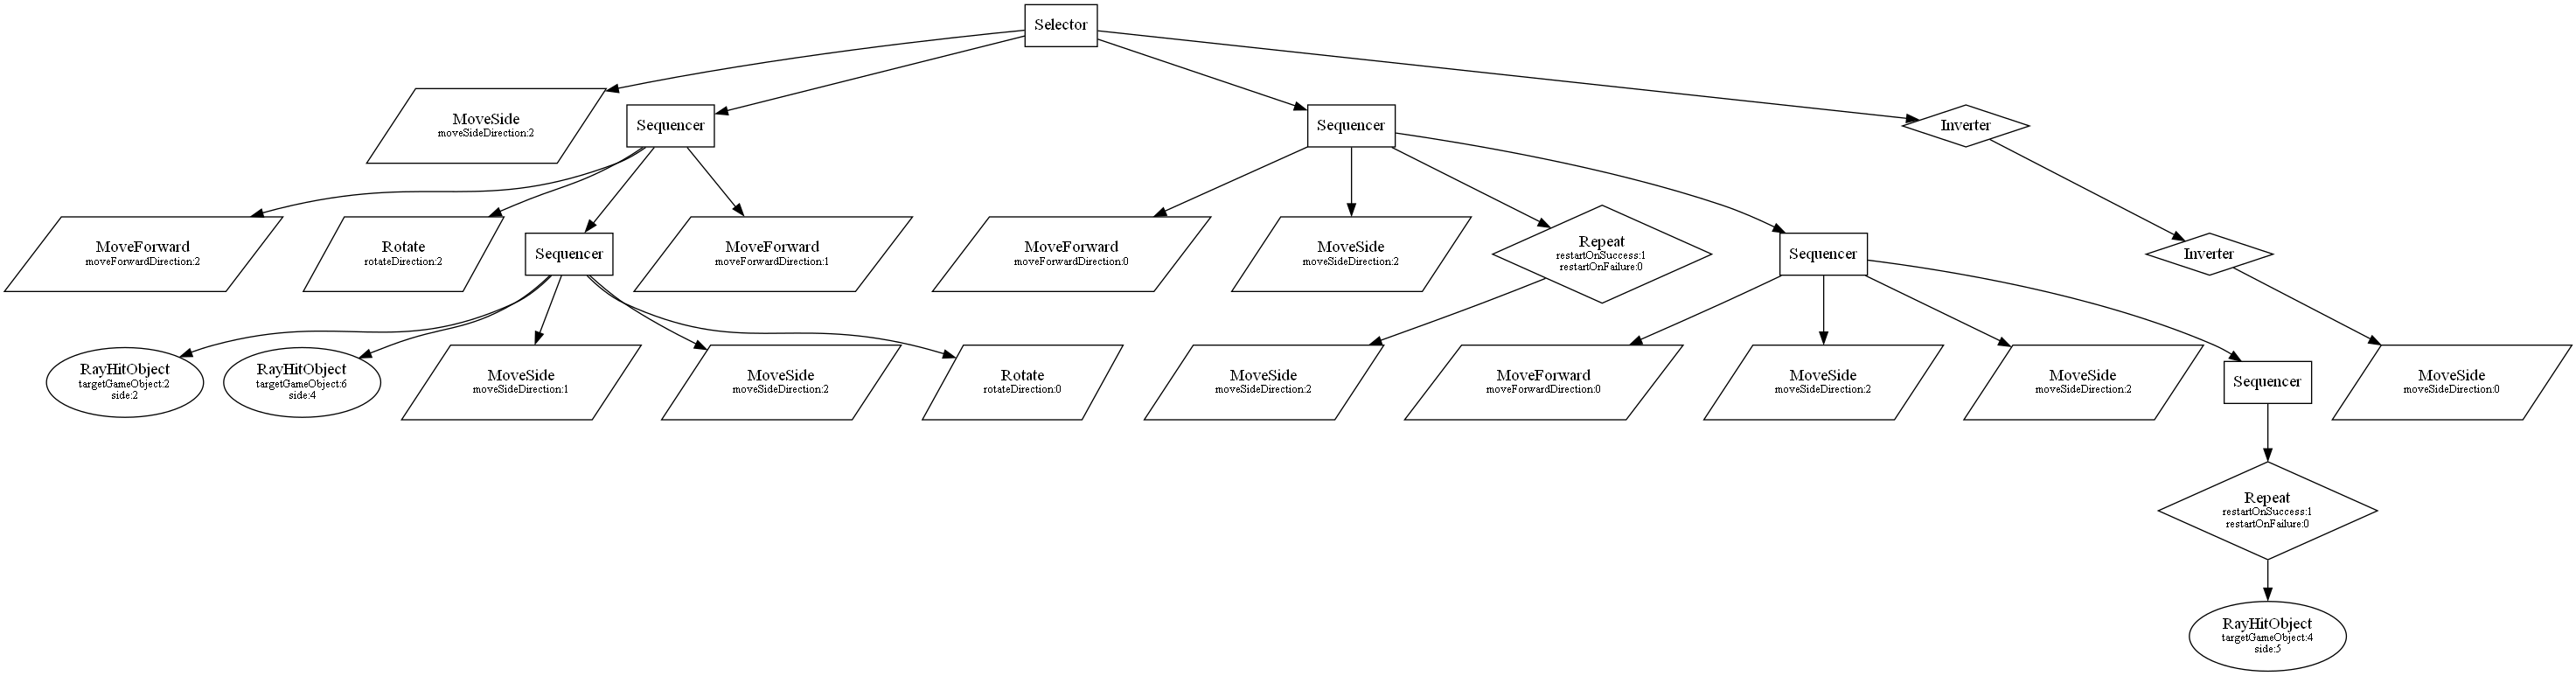 Selector
MoveSide
moveSideDirection:2
Sequencer
Sequencer
Inverter
MoveForward
moveForwardDirection:2
Rotate
rotateDirection:2
Sequencer
MoveForward
moveForwardDirection:1
MoveForward
moveForwardDirection:0
MoveSide
moveSideDirection:2
Repeat
restartOnSuccess:1
restartOnFailure:0
Sequencer
Inverter
RayHitObject
targetGameObject:2
side:2
RayHitObject
targetGameObject:6
side:4
MoveSide
moveSideDirection:1
MoveSide
moveSideDirection:2
Rotate
rotateDirection:0
MoveSide
moveSideDirection:2
MoveForward
moveForwardDirection:0
MoveSide
moveSideDirection:2
MoveSide
moveSideDirection:2
Sequencer
MoveSide
moveSideDirection:0
Repeat
restartOnSuccess:1
restartOnFailure:0
RayHitObject
targetGameObject:4
side:5